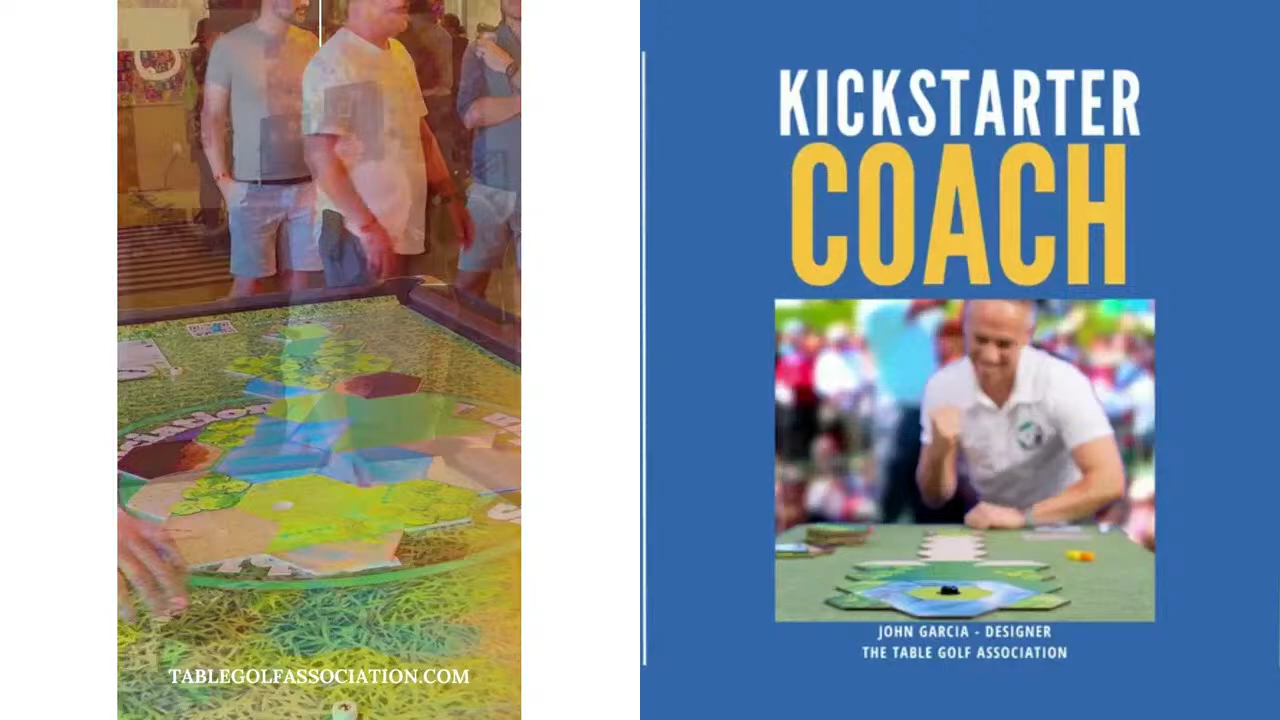 TABLEGOLFASSOCIATION.COM
KICKSTARTER
COACH
JOHN GARCIA - DESIGNER
THE TABLE GOLF ASSOCIATION